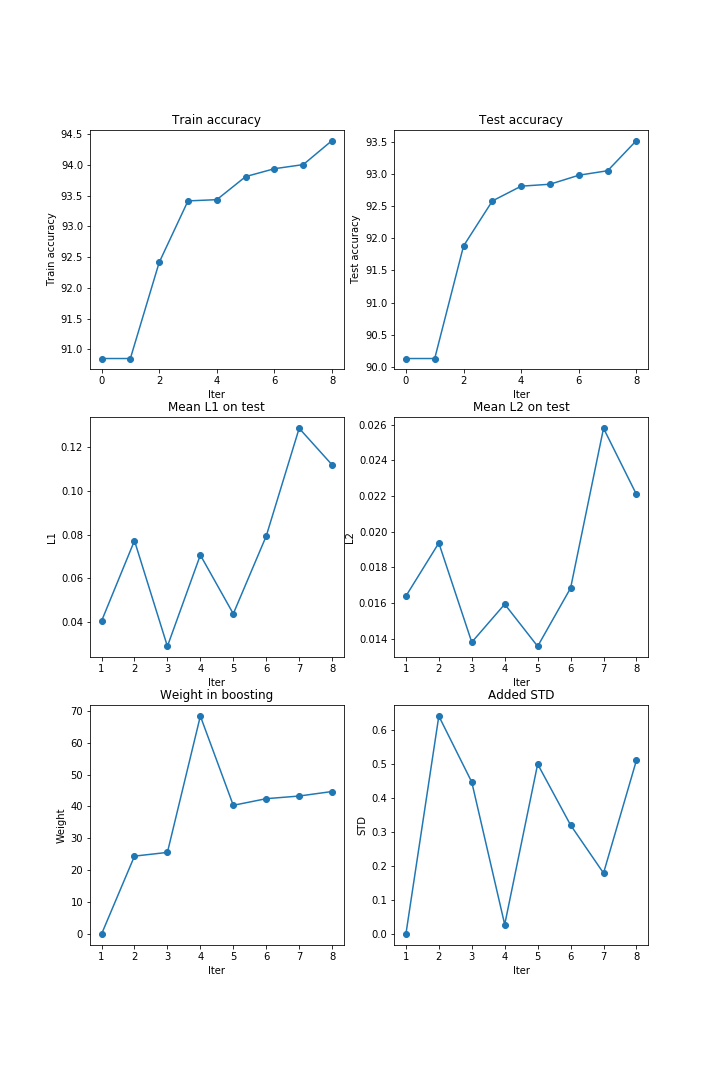 Train accuracy
Train accuracy
94.5
94.0
93.5
93.0
92.5
92.0
91.5
91.0
0 2 4 6 8
Iter
Test accuracy
Test accuracy
93.5
93.0
92.5
92.0
91.5
91.0
90.5
90.0
0 2 4 6 8
Iter
Mean L1 on test
L1
0.12
0.10
0.08
0.06
0.04
1 2 3 4 5 6 7 8
Iter
Mean L2 on test
L2
0.026
0.024
0.022
0.020
0.018
0.016
0.014
1 2 3 4 5 6 7 8
Iter
Weight in boosting
Weight
70
60
50
40
30
20
10
0
1 2 3 4 5 6 7 8
Iter
Added STD
STD
0.6
0.5
0.4
0.3
0.2
0.1
0.0
1 2 3 4 5 6 7 8
Iter